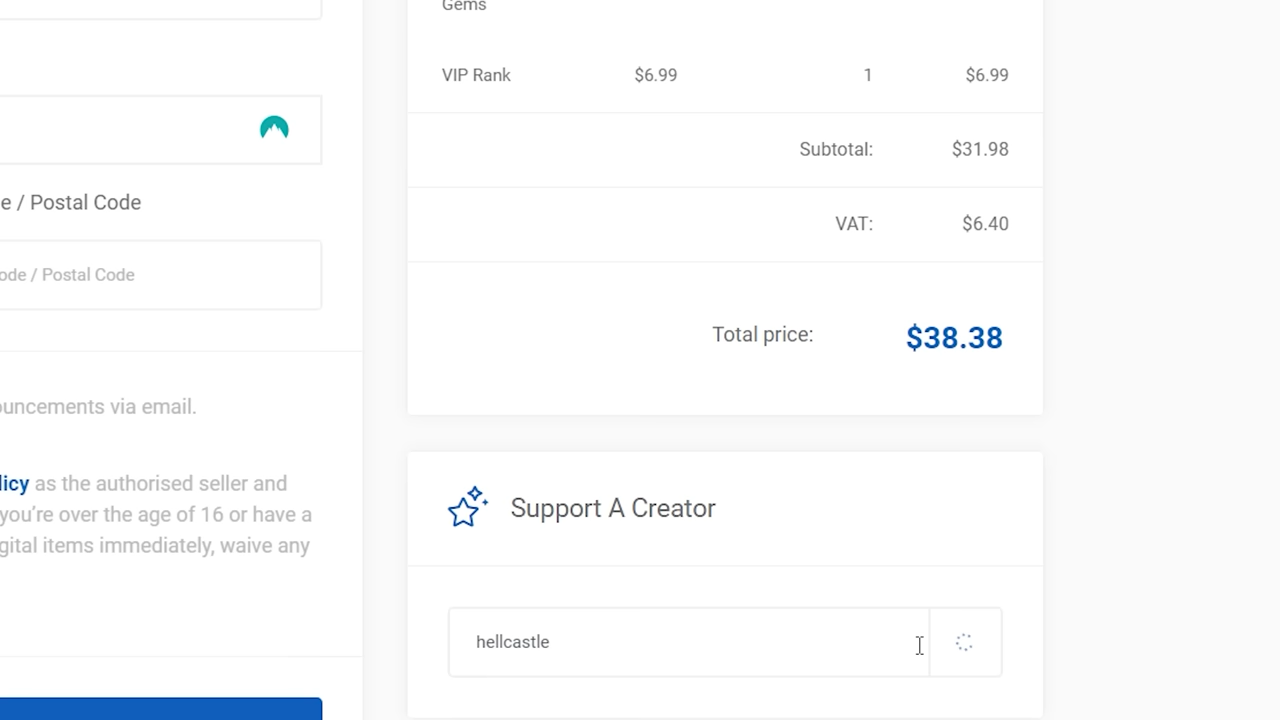 Gems
VIP Rank $6.99 1 $6.99
Subtotal: $31.98
VAT: $6.40
Total price: $38.38
e / Postal Code
ode / Postal Code
ouncements via email.
licy as the authorised seller and
you’re over the age of 16 or have a
gital items immediately, waive any
Support A Creator
hellcastle